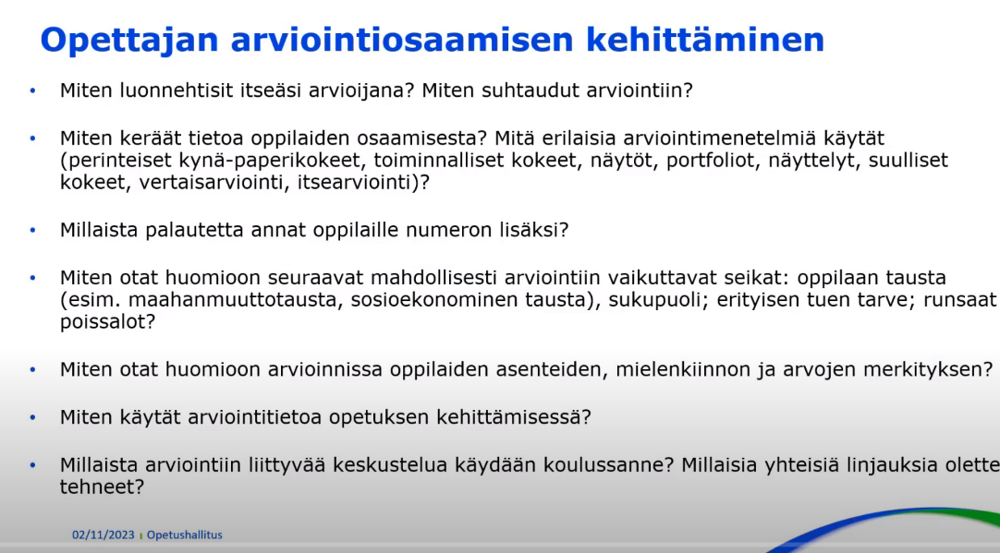 Opettajan arviointiosaamisen kehittäminen
• Miten luonnehtisit itseäsi arvioijana? Miten suhtaudut arviointiin?
• Miten keräät tietoa oppilaiden osaamisesta? Mitä erilaisia arviointimenetelmiä käytät
(perinteiset kynä-paperikokeet, toiminnalliset kokeet, näytöt, portfoliot, näyttelyt, suulliset
kokeet, vertaisarviointi, itsearviointi)?
• Millaista palautetta annat oppilaille numeron lisäksi?
• Miten otat huomioon seuraavat mahdollisesti arviointiin vaikuttavat seikat: oppilaan tausta
(esim. maahanmuuttotausta, sosioekonominen tausta), sukupuoli; erityisen tuen tarve; runsaat
poissalot?
• Miten otat huomioon arvioinnissa oppilaiden asenteiden, mielenkiinnon ja arvojen merkityksen?
• Miten käytät arviointitietoa opetuksen kehittämisessä?
• Millaista arviointiin liittyvää keskustelua käydään koulussanne? Millaisia yhteisiä linjauksia olette
tehneet?
02/11/2023 | Opetushallitus